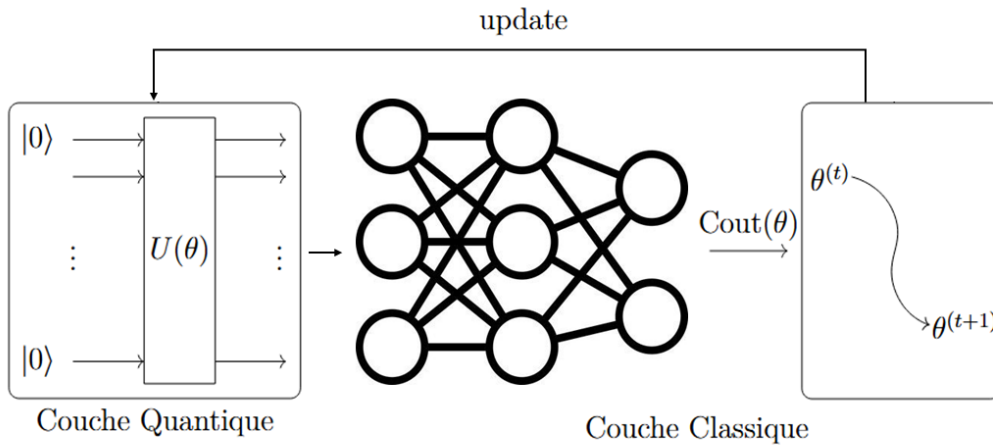 update
|0⟩
⋮ U(θ) ⋮
|0⟩
Couche Quantique
Cout(θ)
θ^(t)
θ^(t+1)
Couche Classique